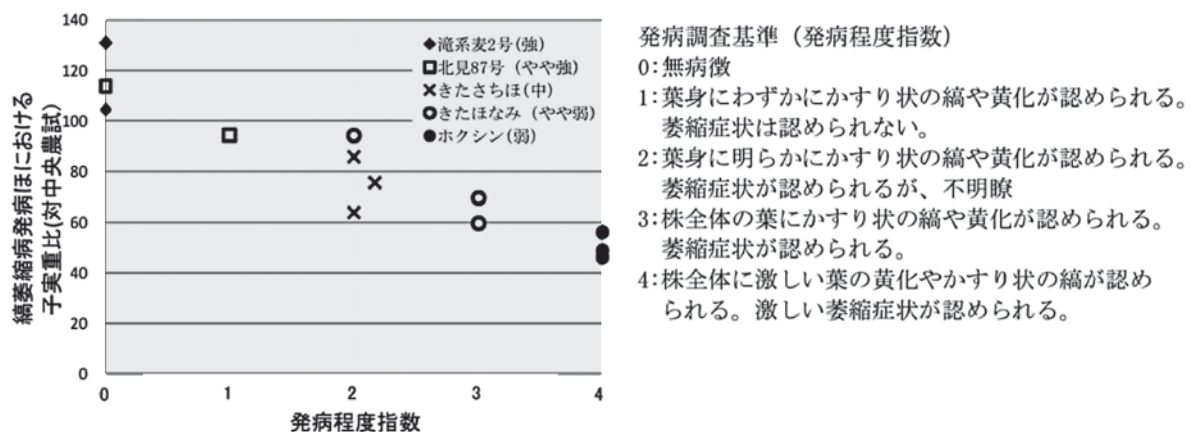 縞萎縮病発病ほにおける
子実重比(対中央農試)
140
120
100
80
60
40
20
0
◆滝系麦2号(強)
北見87号（やや強）
きたさちほ(中)
きたほなみ（やや弱）
●ホクシン(弱)
0 1 2 3 4
発病程度指数
発病調査基準（発病程度指数）
0:無病徴
1:葉身にわずかにかすり状の縞や黄化が認められる。
萎縮症状は認められない。
2:葉身に明らかにかすり状の縞や黄化が認められる。
萎縮症状が認められるが、不明瞭
3:株全体の葉にかすり状の縞や黄化が認められる。
萎縮症状が認められる。
4:株全体に激しい葉の黄化やかすり状の縞が認め
られる。激しい萎縮症状が認められる。